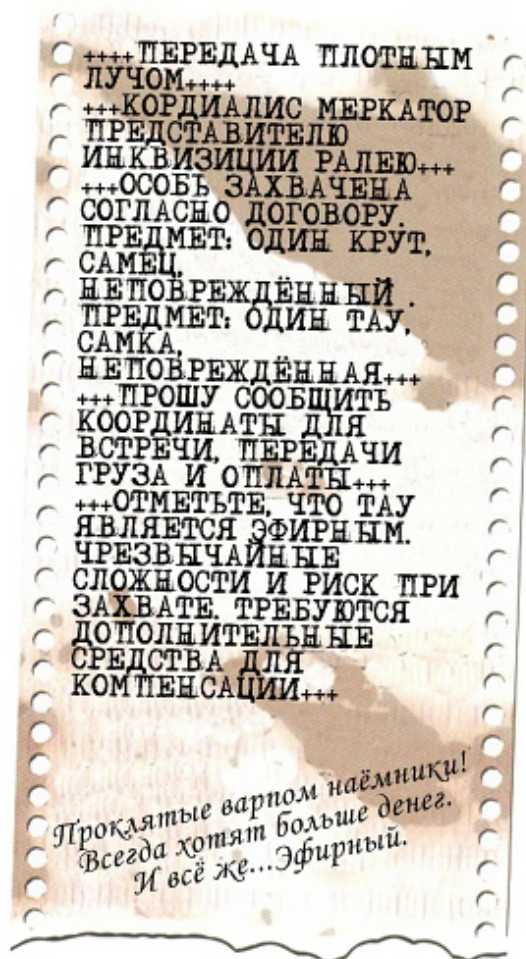 ++++ПЕРЕДАЧА ПЛОТНЫМ
ЛУЧОМ++++
+++КОРДИАЛИС МЕРКАТОР
ПРЕДСТАВИТЕЛЮ
ИНКВИЗИЦИИ РАЛЕЮ+++
+++ОСОБЬ ЗАХВАЧЕНА
СОГЛАСНО ДОГОВОРУ.
ПРЕДМЕТ: ОДИН КРУТ,
САМЕЦ,
НЕПОВРЕЖДЁННЫЙ .
ПРЕДМЕТ: ОДИН ТАУ,
САМКА,
НЕПОВРЕЖДЁННАЯ+++
+++ПРОШУ СООБЩИТЬ
КООРДИНАТЫ ДЛЯ
ВСТРЕЧИ, ПЕРЕДАЧИ
ГРУЗА И ОПЛАТЫ+++
+++ОТМЕТЬТЕ, ЧТО ТАУ
ЯВЛЯЕТСЯ ЭФИРНЫМ.
ЧРЕЗВЫЧАЙНЫЕ
СЛОЖНОСТИ И РИСК ПРИ
ЗАХВАТЕ. ТРЕБУЮТСЯ
ДОПОЛНИТЕЛЬНЫЕ
СРЕДСТВА ДЛЯ
КОМПЕНСАЦИИ+++
Проклятые варпом наёмники!
Всегда хотят больше денег.
И всё же...Эфирный.